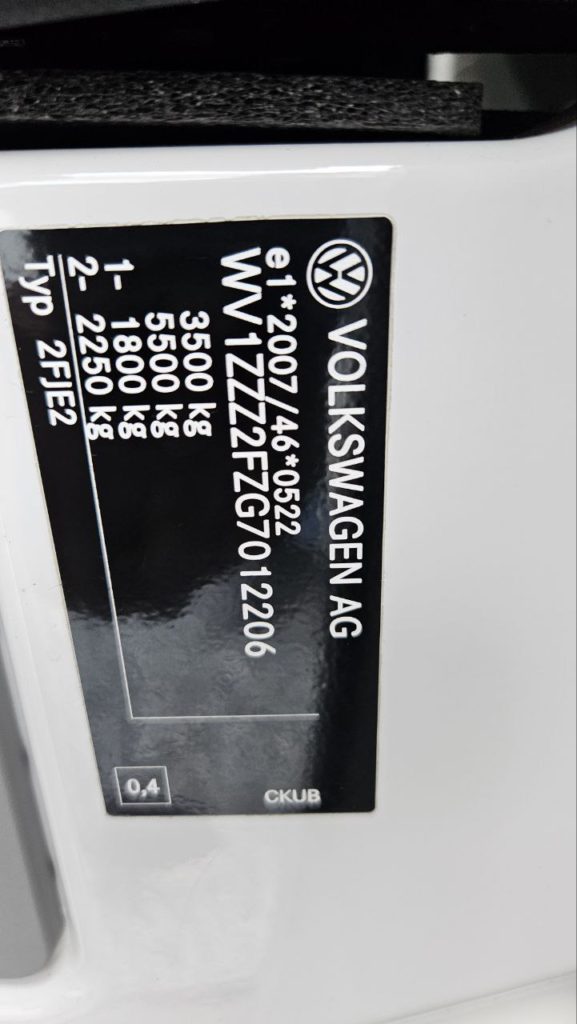 VOLKSWAGEN AG
e1*2007/46*0522
WV1ZZZ2FZG7012206
3500 kg
5500 kg
1- 1800 kg
2- 2250 kg
Typ 2FJE2
0,4
CKUB